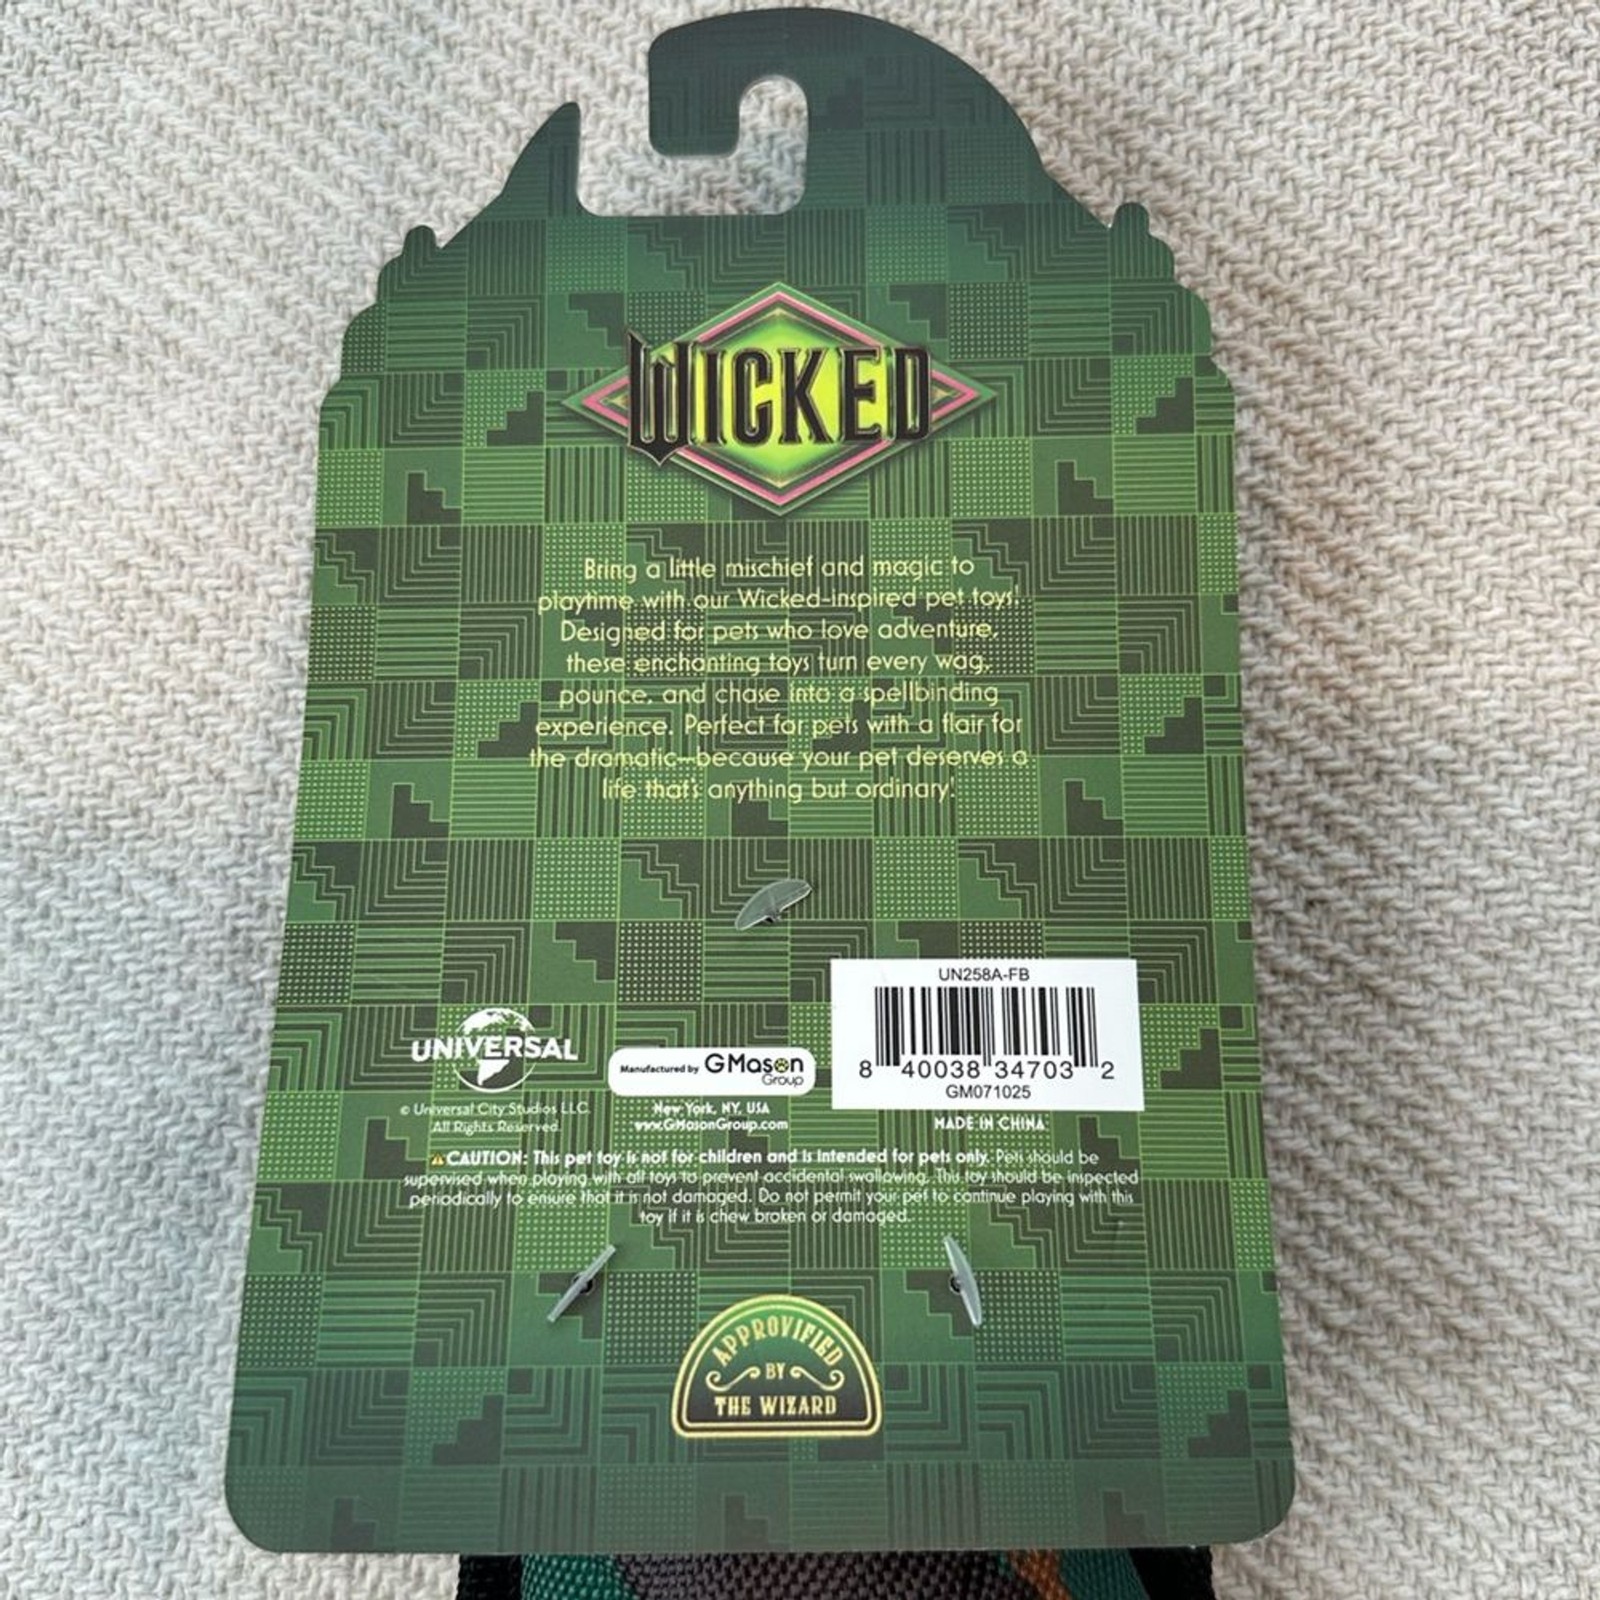 WICKED
Bring a little mischief and magic to
playtime with our Wicked-inspired pet toys!
Designed for pets who love adventure,
these enchanting toys turn every wag,
pounce, and chase into a spellbinding
experience. Perfect for pets with a flair for
the dramatic—because your pet deserves a
life that's anything but ordinary!
UN258A-FB
8 40038 34703 2
GM071025
MADE IN CHINA
UNIVERSAL
© Universal City Studios LLC.
All Rights Reserved.
Manufactured by GMason
Group
New York, NY, USA
www.GMasonGroup.com
⚠CAUTION: This pet toy is not for children and is intended for pets only. Pets should be
supervised when playing with all toys to prevent accidental swallowing. This toy should be inspected
periodically to ensure that it is not damaged. Do not permit your pet to continue playing with this
toy if it is chew broken or damaged.
APPROVIFIED
BY
THE WIZARD